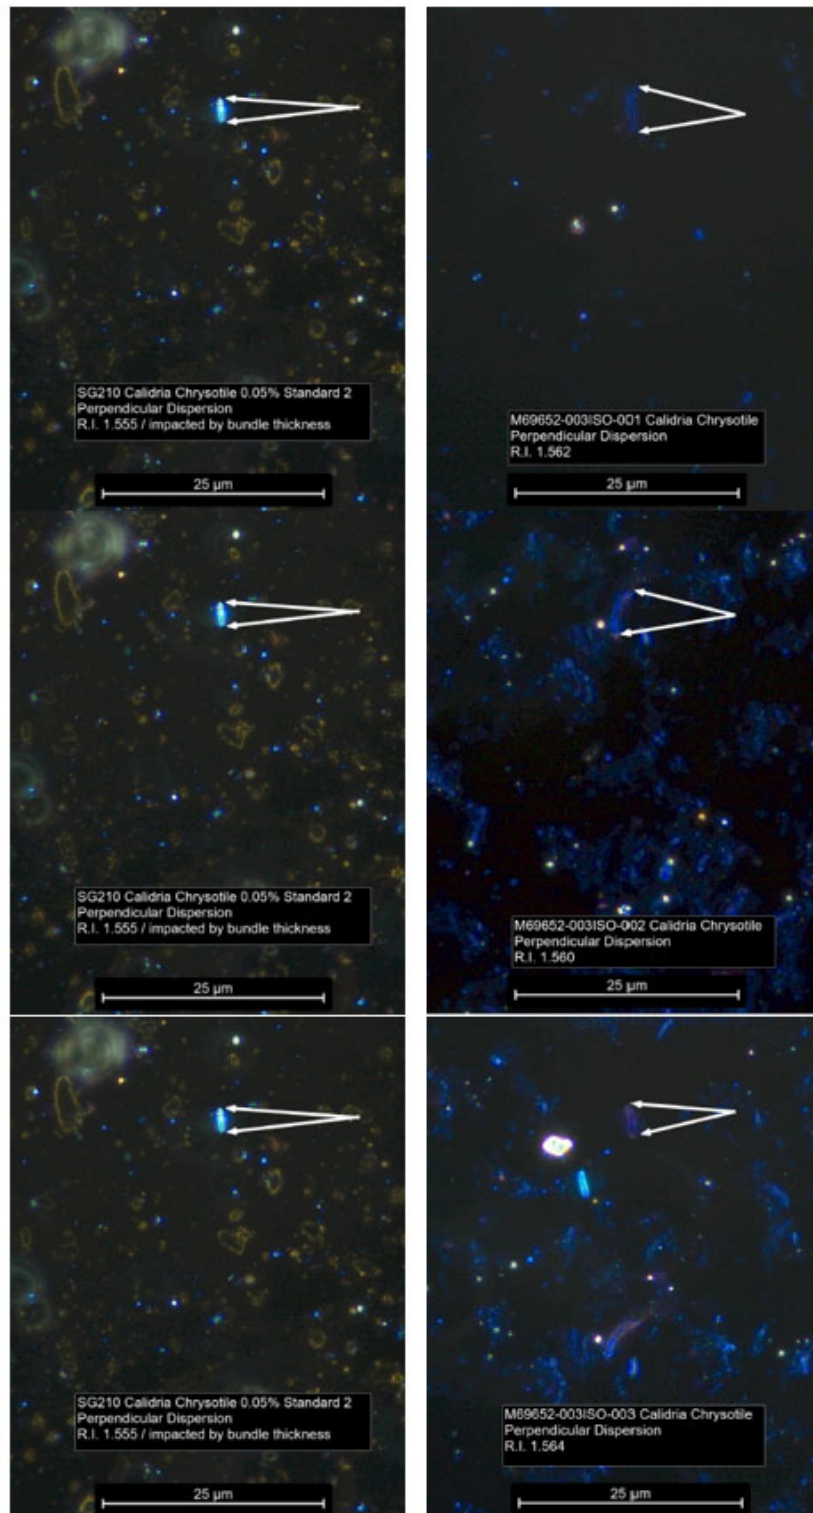 SG210 Calidria Chrysotile 0.05% Standard 2
Perpendicular Dispersion
R.I. 1.555 / impacted by bundle thickness
25 µm
M69652-003ISO-001 Calidria Chrysotile
Perpendicular Dispersion
R.I. 1.562
25 µm
SG210 Calidria Chrysotile 0.05% Standard 2
Perpendicular Dispersion
R.I. 1.555 / impacted by bundle thickness
25 µm
M69652-003ISO-002 Calidria Chrysotile
Perpendicular Dispersion
R.I. 1.560
25 µm
SG210 Calidria Chrysotile 0.05% Standard 2
Perpendicular Dispersion
R.I. 1.555 / impacted by bundle thickness
25 µm
M69652-003ISO-003 Calidria Chrysotile
Perpendicular Dispersion
R.I. 1.564
25 µm